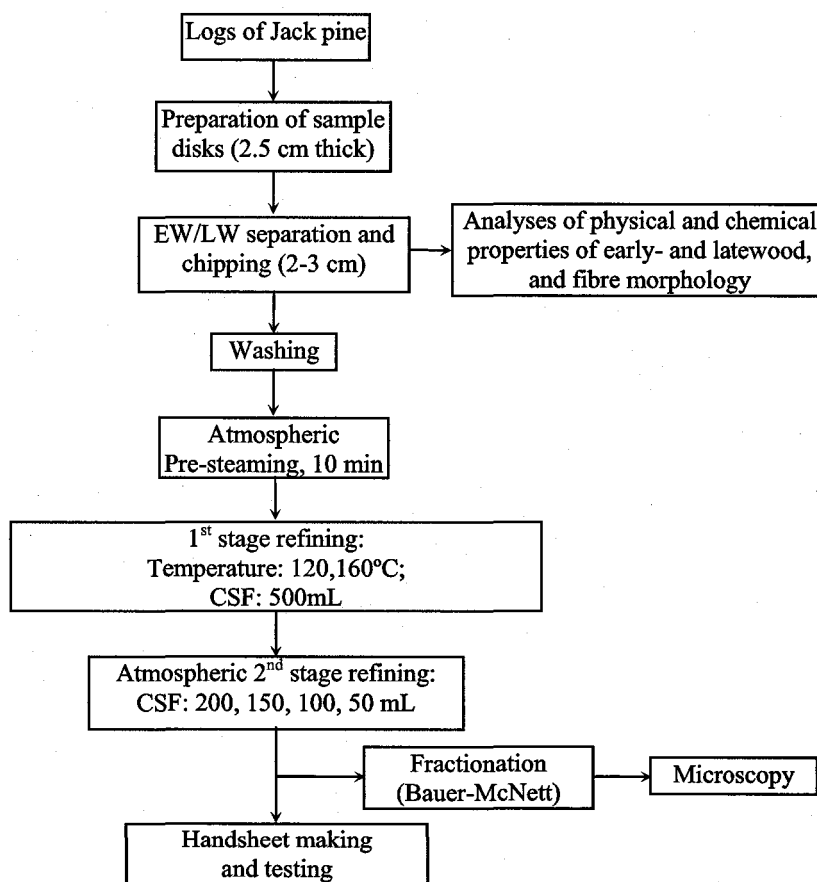 Logs of Jack pine
Preparation of sample
disks (2.5 cm thick)
EW/LW separation and
chipping (2-3 cm)
Analyses of physical and chemical
properties of early- and latewood,
and fibre morphology
Washing
Atmospheric
Pre-steaming, 10 min
1st stage refining:
Temperature: 120,160ºC;
CSF: 500mL
Atmospheric 2nd stage refining:
CSF: 200, 150, 100, 50 mL
Fractionation
(Bauer-McNett)
Microscopy
Handsheet making
and testing